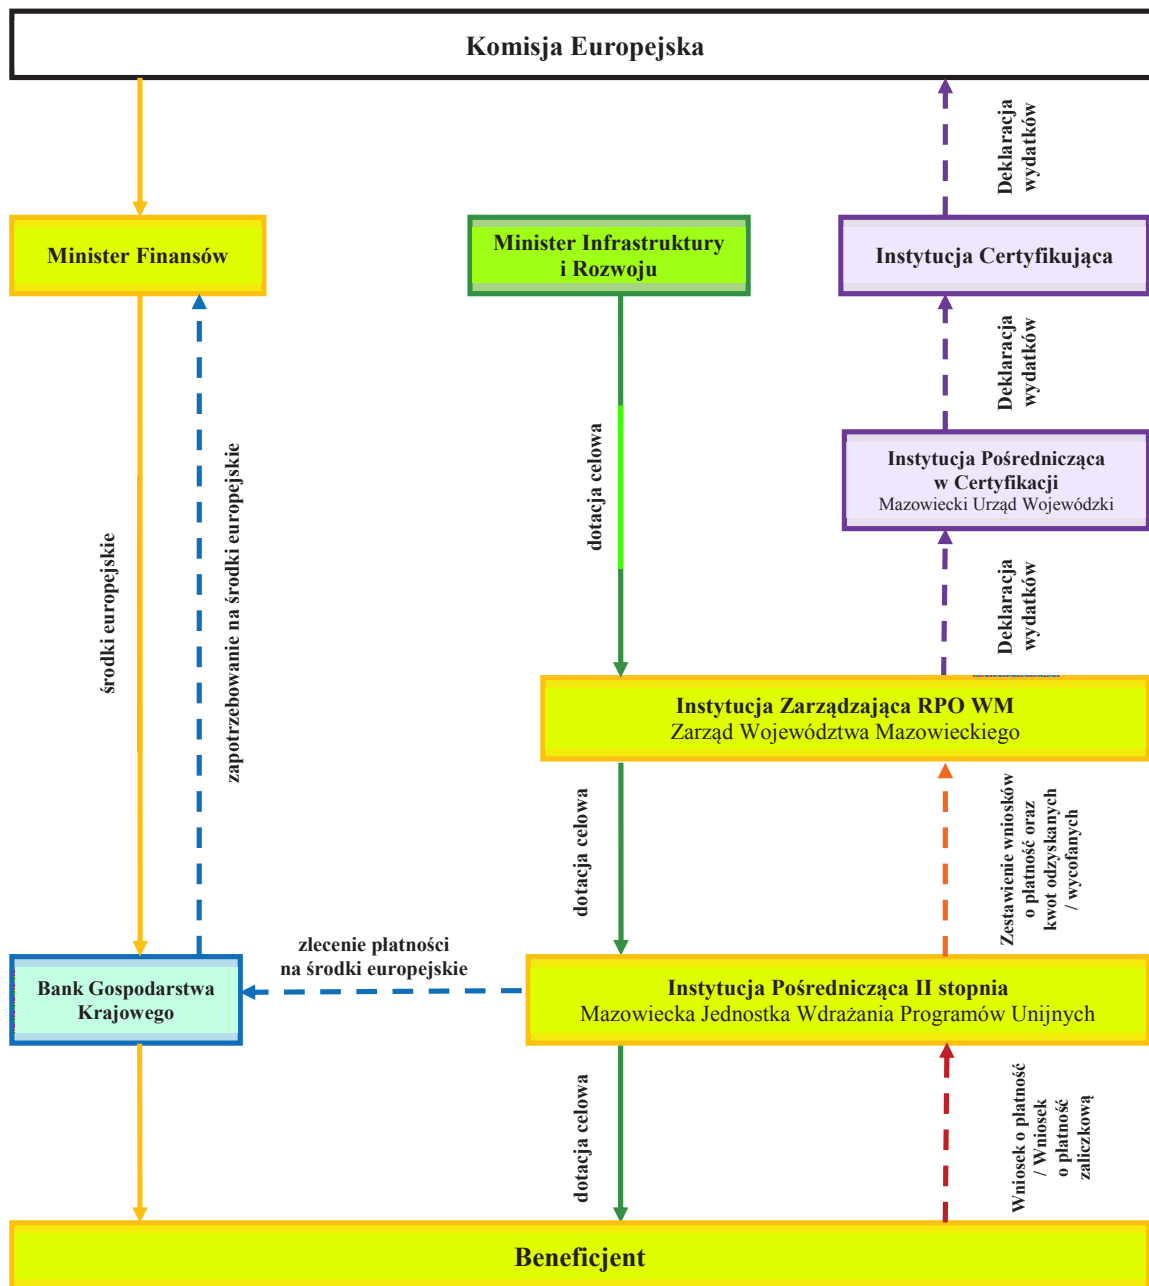 Komisja Europejska
Deklaracja
wydatków
Minister Finansów
Minister Infrastruktury
i Rozwoju
Instytucja Certyfikująca
Deklaracja
wydatków
Instytucja Pośrednicząca
w Certyfikacji
Mazowiecki Urząd Wojewódzki
środki europejskie
zapotrzebowanie na środki europejskie
dotacja celowa
Deklaracja
wydatków
Instytucja Zarządzająca RPO WM
Zarząd Województwa Mazowieckiego
dotacja celowa
Zestawienie wniosków
o płatność oraz
kwot odzyskanych
/ wycofanych
zlecenie płatności
na środki europejskie
Bank Gospodarstwa
Krajowego
Instytucja Pośrednicząca II stopnia
Mazowiecka Jednostka Wdrażania Programów Unijnych
dotacja celowa
Wniosek o płatność
/ Wniosek
o płatność
zaliczkową
Beneficjent